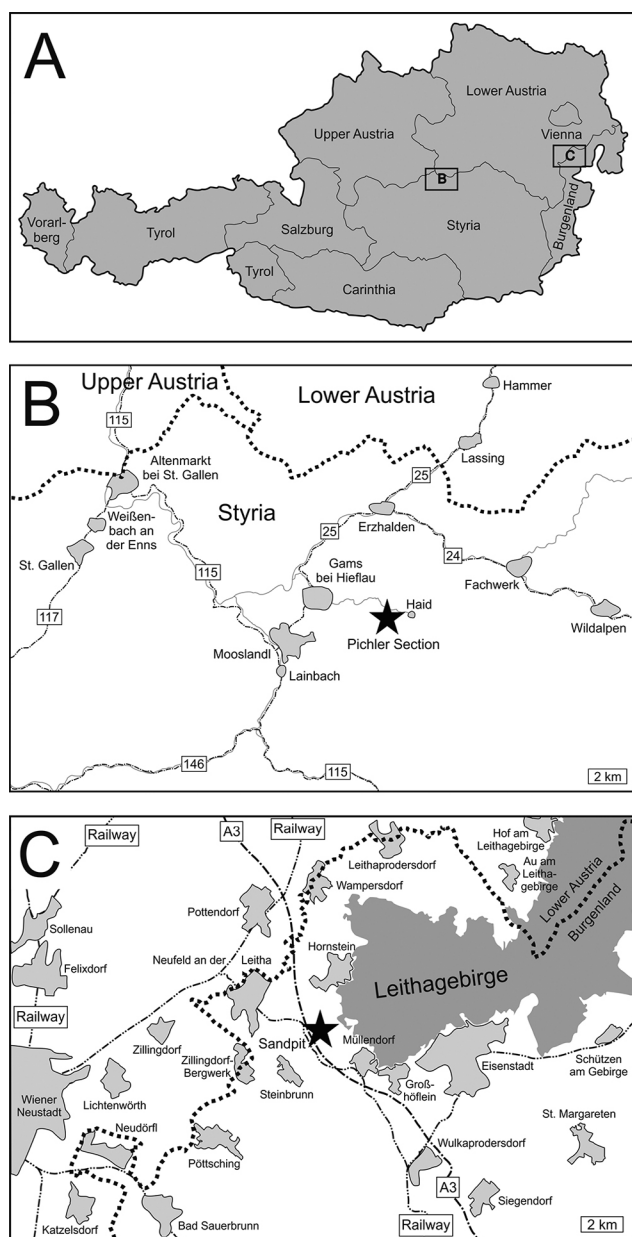 A
Lower Austria
Upper Austria
Vienna
C
B
Vorarl-
berg
Tyrol
Salzburg
Styria
Burgenland
Tyrol
Carinthia
B
Upper Austria
Lower Austria
Hammer
115
Lassing
Altenmarkt
bei St. Gallen
25
Styria
Weißen-
bach an
der Enns
25
Erzhalden
St. Gallen
115
Gams
bei Hieflau
24
Fachwerk
117
Haid
Wildalpen
Mooslandl
Pichler Section
Lainbach
146
115
2 km
C
Railway
A3
Railway
Hof am
Leithagebirge
Leithaprodersdorf
Au am
Leitha-
gebirge
Lower Austria
Burgenland
Wampersdorf
Pottendorf
Sollenau
Hornstein
Neufeld an der
Leitha
Felixdorf
Leithagebirge
Railway
Zillingdorf
Sandpit
Müllendorf
Zillingdorf-
Bergwerk
Steinbrunn
Groß-
höflein
Eisenstadt
Schützen
am Gebirge
Wiener
Neustadt
Lichtenwörth
Neudörfl
Pöttsching
Wulkaprodersdorf
St. Margareten
A3
Siegendorf
Katzelsdorf
Bad Sauerbrunn
Railway
2 km